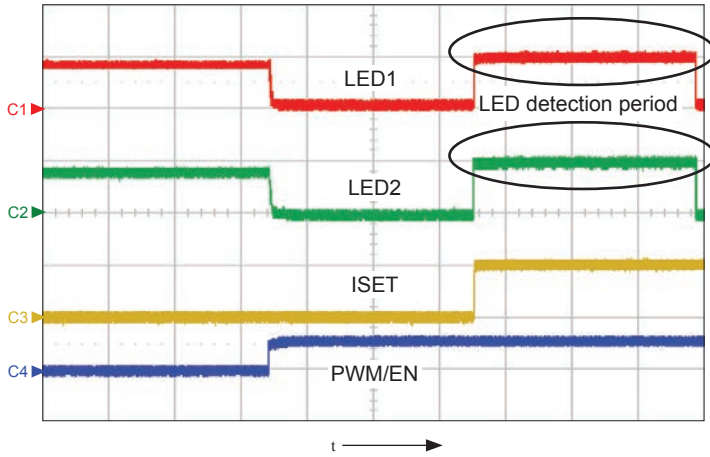 LED1
C1
LED detection period
LED2
C2
ISET
C3
C4
PWM/EN
t